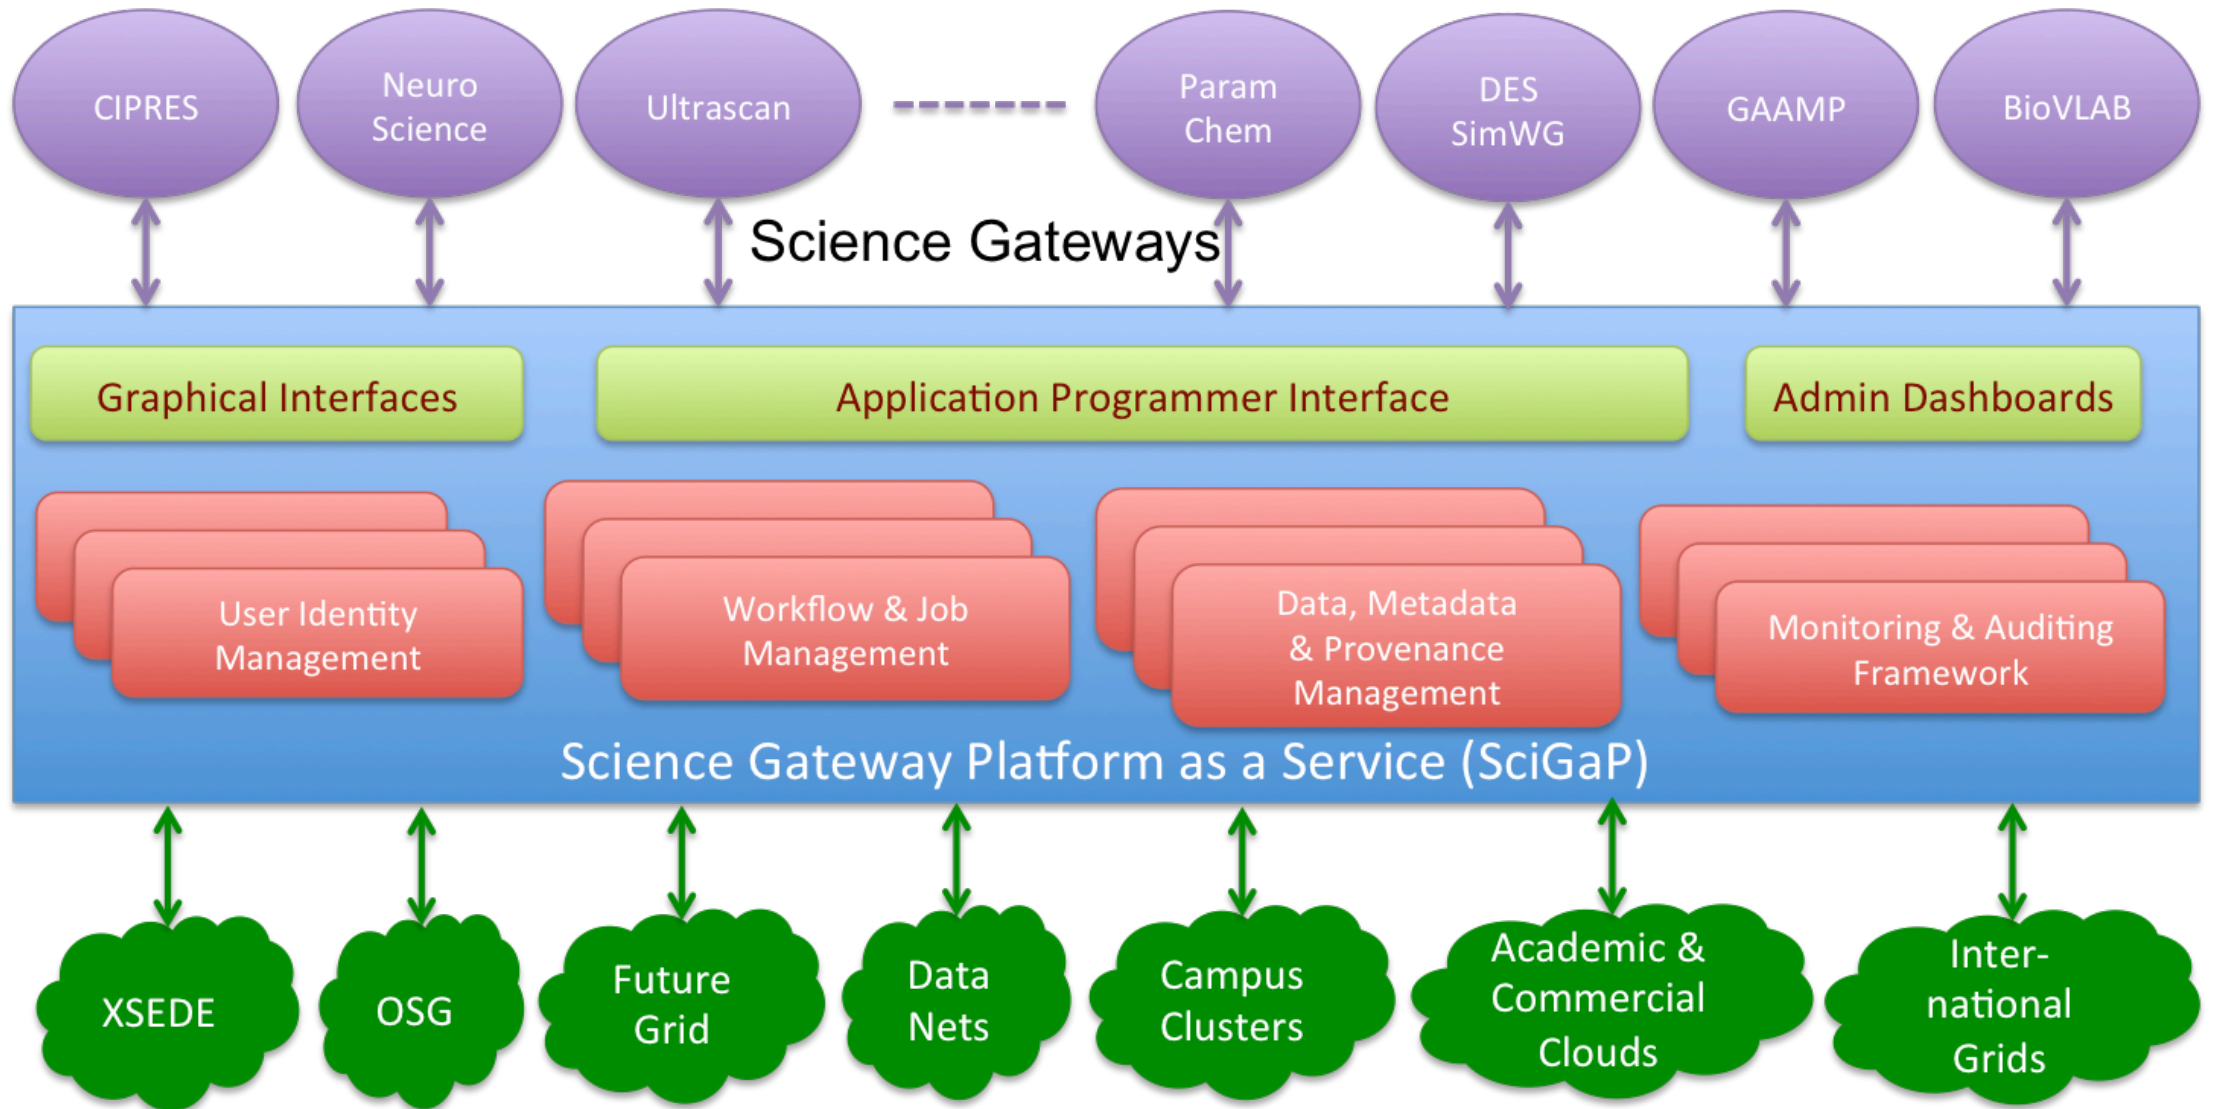 CIPRES
Neuro
Science
Ultrascan
Param
Chem
DES
SimWG
GAAMP
BioVLAB
Science Gateways
Graphical Interfaces
Application Programmer Interface
Admin Dashboards
User Identity
Management
Workflow & Job
Management
Data, Metadata
& Provenance
Management
Monitoring & Auditing
Framework
Science Gateway Platform as a Service (SciGaP)
XSEDE
OSG
Future
Grid
Data
Nets
Campus
Clusters
Academic &
Commercial
Clouds
Inter-
national
Grids